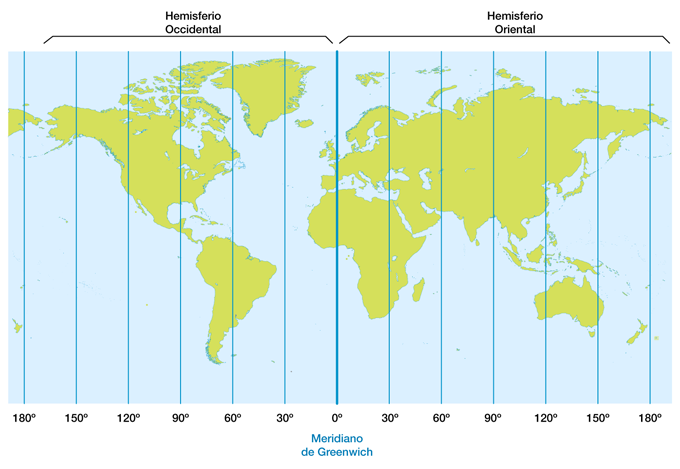 Hemisferio
Occidental
Hemisferio
Oriental
180º 150º 120º 90º 60º 30º 0º 30º 60º 90º 120º 150º 180º
Meridiano
de Greenwich